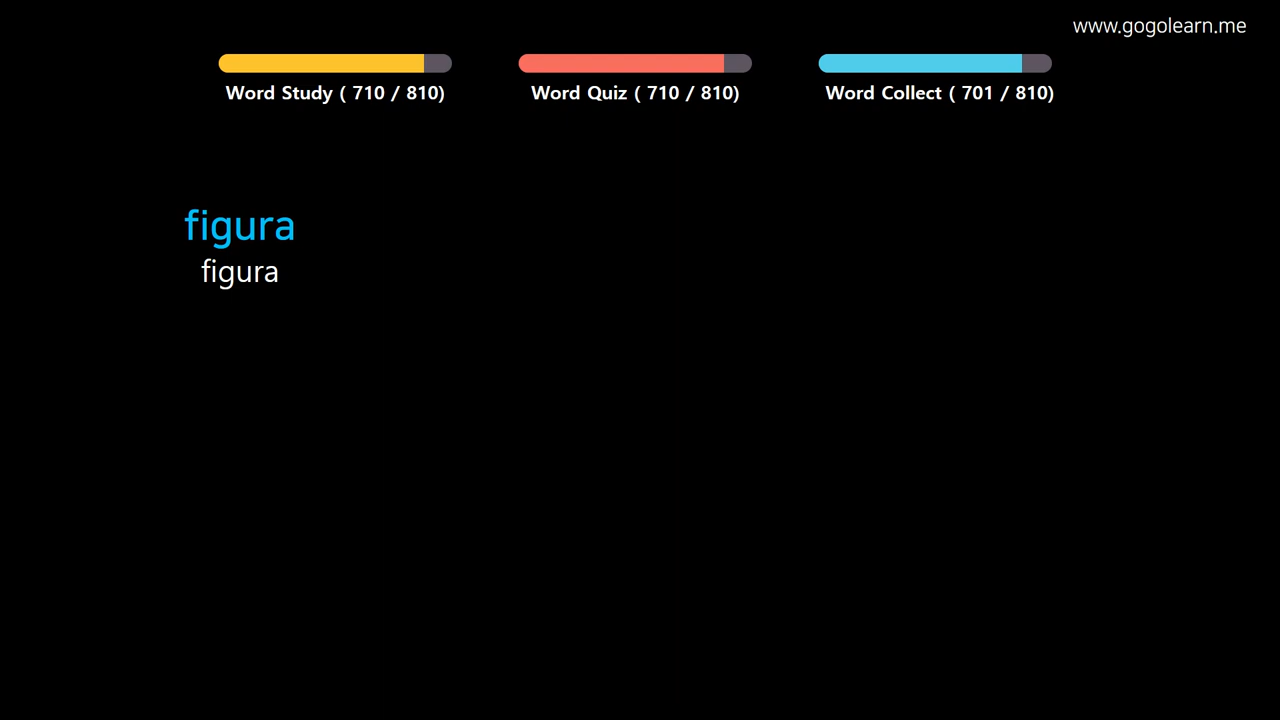 www.gogolearn.me
Word Study ( 710 / 810)
Word Quiz ( 710 / 810)
Word Collect ( 701 / 810)
figura
figura